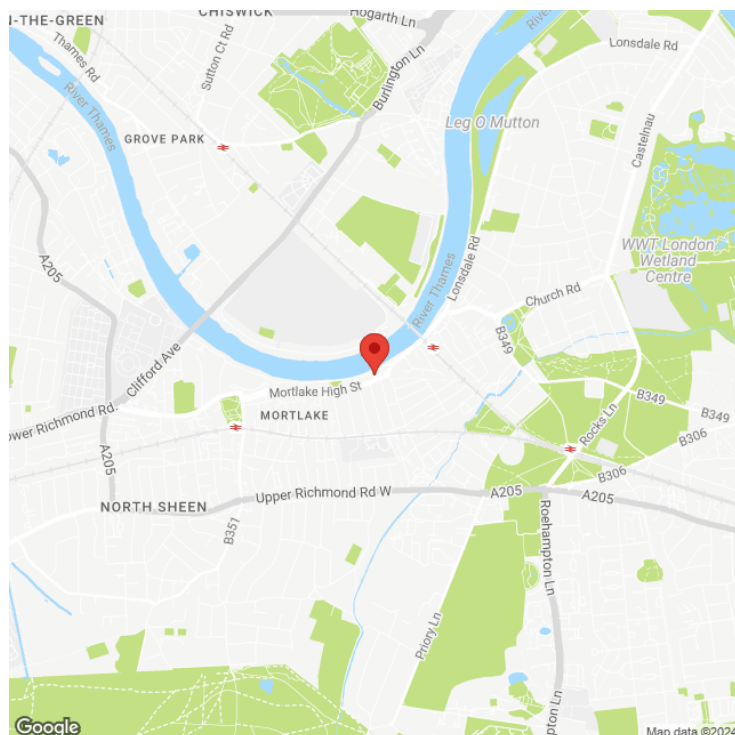 N-THE-GREEN
CHISWICK
Hogarth Ln
River
Thames Rd
Sutton Ct Rd
Burlington Ln
Lonsdale Rd
River Thames
Leg O Mutton
Castelnau
GROVE PARK
WWT London
Wetland
Centre
A205
River Thames
Lonsdale Rd
Church Rd
B349
Clifford Ave
Mortlake High St
B349
B349
ower Richmond Rd.
MORTLAKE
Rocks Ln
B306
A205
B306
Upper Richmond Rd W
A205
A205
NORTH SHEEN
B351
Roehampton Ln
Priory Ln
pton Ln
Google
Map data ©2024